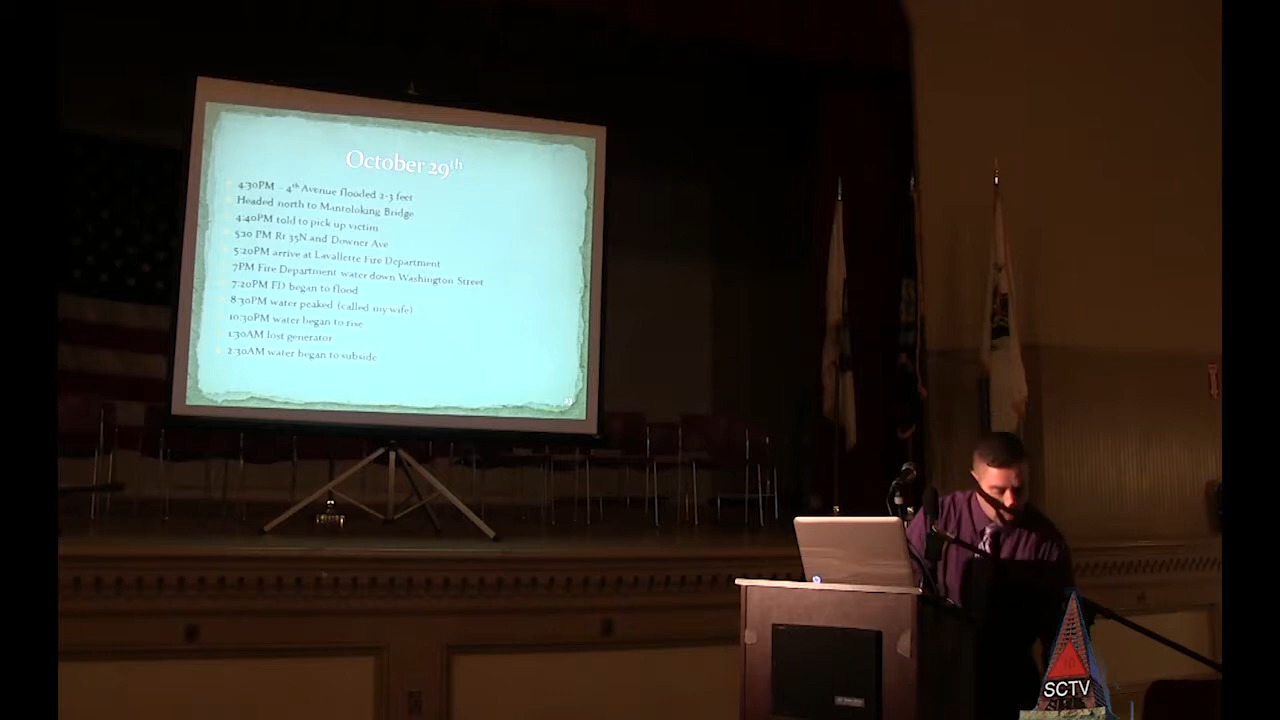 October 29th
4:30PM – 4th Avenue flooded 2-3 feet
Headed north to Mantoloking Bridge
4:40PM told to pick up victim
5:20 PM Rt 35N and Downer Ave
5:20PM arrive at Lavallette Fire Department
7PM Fire Department water down Washington Street
7:20PM FD began to flood
8:30PM water peaked (called my wife)
10:30PM water began to rise
1:30AM lost generator
2:30AM water began to subside
23
SCTV